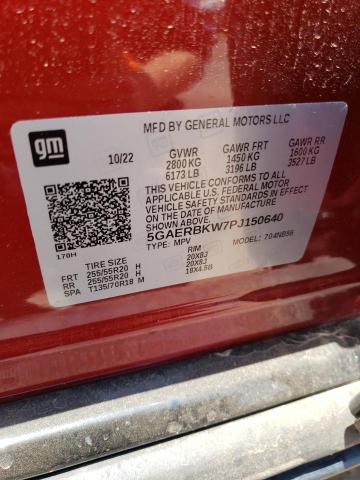 gm
MFD BY GENERAL MOTORS LLC
10/22
GVWR GAWR FRT GAWR RR
2800 KG 1450 KG 1600 KG
6173 LB 3196 LB 3527 LB
THIS VEHICLE CONFORMS TO ALL
APPLICABLE U.S. FEDERAL MOTOR
VEHICLE SAFETY
IN EFFECT ON THE DATE OF MANUFACTURE
SHOWN ABOVE.
5GAERBKW7PJ150640
TYPE: MPV MODEL: 704NB56
170H
TIRE SIZE RIM
FRT 255/55R20 H 20X8J
RR 255/55R20 H 20X8J
SPA T135/70R18 M 18X4.5B